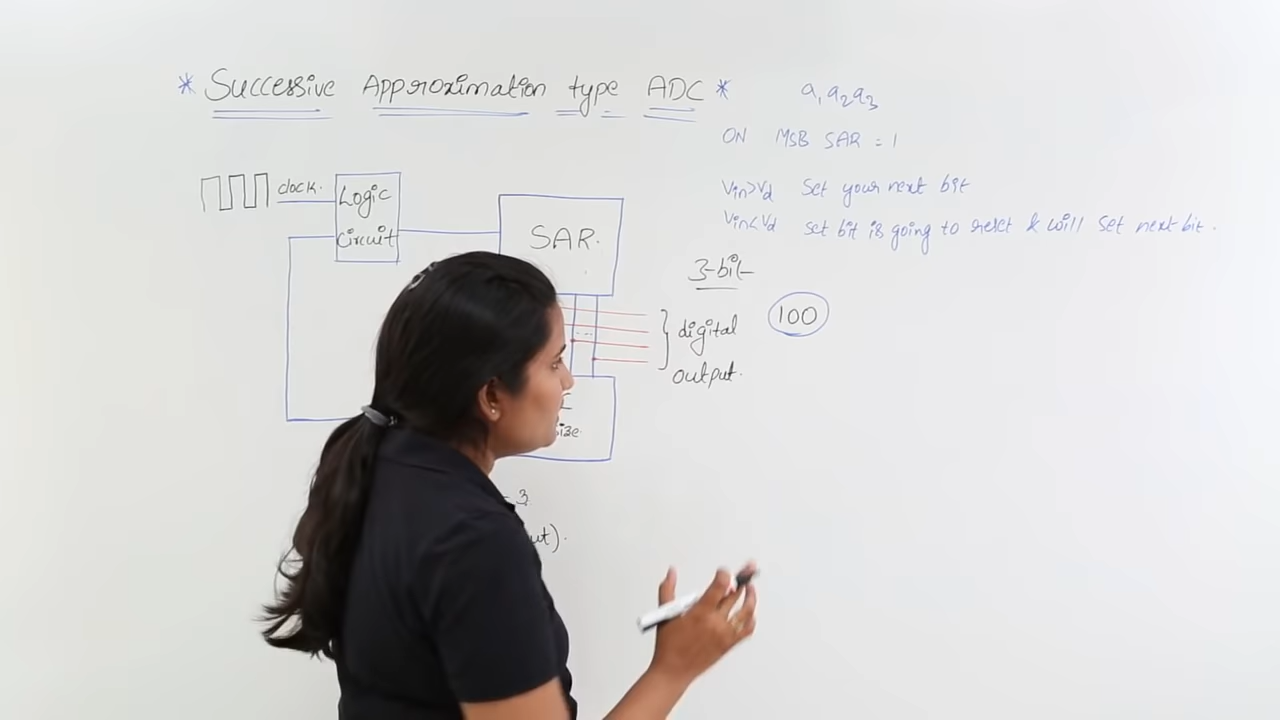 * Successive Approximation type ADC *
a1a2a3
ON MSB SAR = 1
Vin>Vd Set your next bit
Vin<Vd set bit is going to reset & will set next bit.
clock.
Logic
circuit
SAR.
3-bit
100
} digital
output.
3